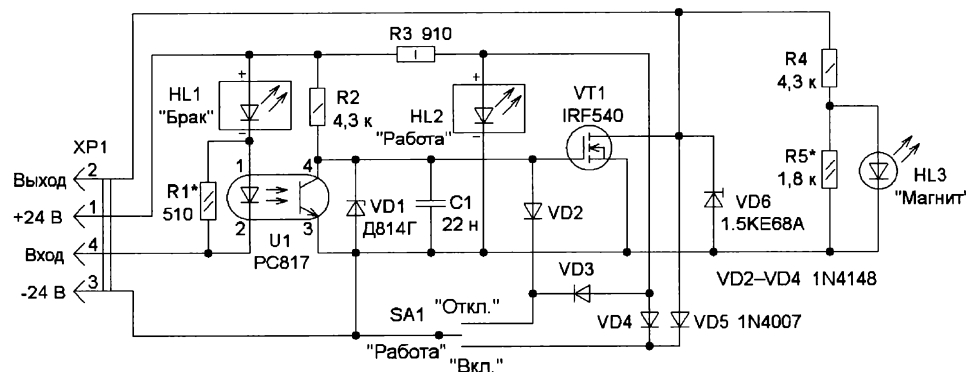 R3 910
R4
4,3 к
HL1
"Брак"
R2
4,3 к
HL2
"Работа"
VT1
IRF540
XP1
2
Выход
1
+24 В
4
Вход
3
-24 В
R1*
510
1
4
2
3
U1
PC817
VD1
Д814Г
C1
22 н
VD2
VD6
1.5KE68A
R5*
1,8 к
HL3
"Магнит"
VD3
VD2–VD4 1N4148
SA1
"Откл."
"Работа"
"Вкл."
VD4
VD5 1N4007
+
-
+
-